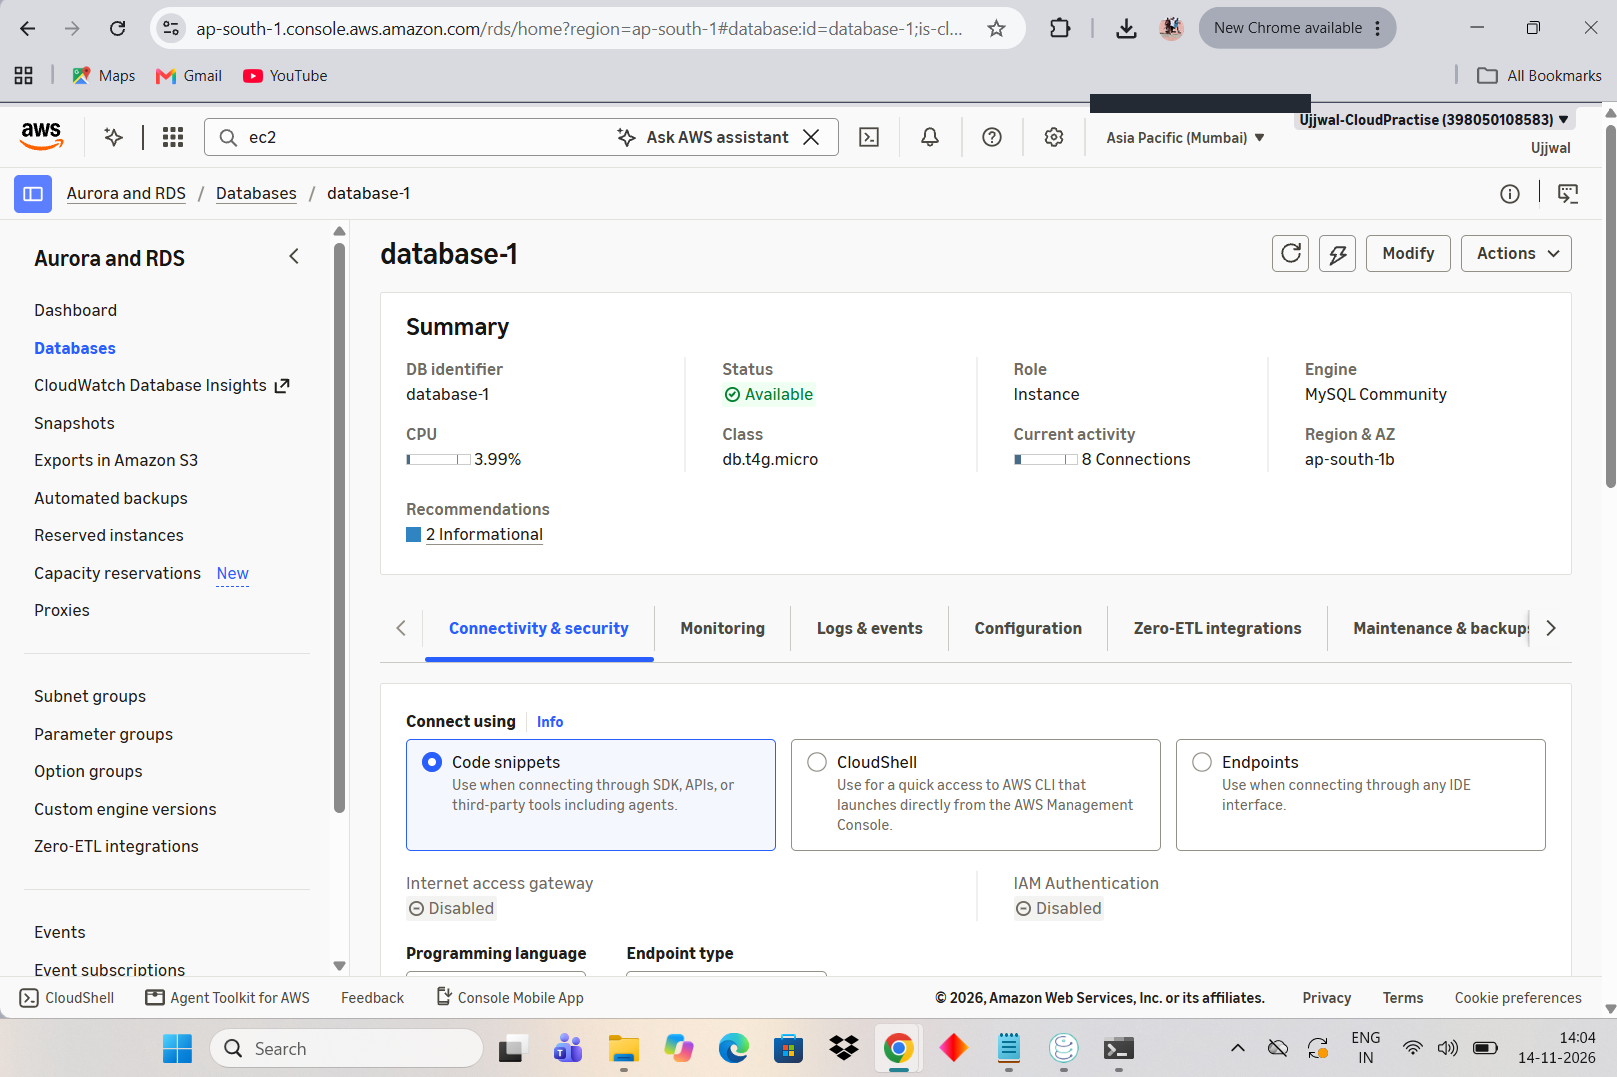 ap-south-1.console.aws.amazon.com/rds/home?region=ap-south-1#database:id=database-1;is-cl...
New Chrome available
Maps
Gmail
YouTube
All Bookmarks
aws
ec2
Ask AWS assistant
Asia Pacific (Mumbai)
Ujjwal-CloudPractise (398050108583)
Ujjwal
Aurora and RDS / Databases / database-1
Aurora and RDS
Dashboard
Databases
CloudWatch Database Insights
Snapshots
Exports in Amazon S3
Automated backups
Reserved instances
Capacity reservations New
Proxies
Subnet groups
Parameter groups
Option groups
Custom engine versions
Zero-ETL integrations
Events
Event subscriptions
database-1
Modify
Actions
Summary
DB identifier
database-1
Status
Available
Role
Instance
Engine
MySQL Community
CPU
3.99%
Class
db.t4g.micro
Current activity
8 Connections
Region & AZ
ap-south-1b
Recommendations
2 Informational
Connectivity & security
Monitoring
Logs & events
Configuration
Zero-ETL integrations
Maintenance & backups
Connect using
Info
Code snippets
Use when connecting through SDK, APIs, or
third-party tools including agents.
CloudShell
Use for a quick access to AWS CLI that
launches directly from the AWS Management
Console.
Endpoints
Use when connecting through any IDE
interface.
Internet access gateway
Disabled
IAM Authentication
Disabled
Programming language
Endpoint type
CloudShell
Agent Toolkit for AWS
Feedback
Console Mobile App
© 2026, Amazon Web Services, Inc. or its affiliates.
Privacy
Terms
Cookie preferences
Search
ENG
IN
14:04
14-11-2026